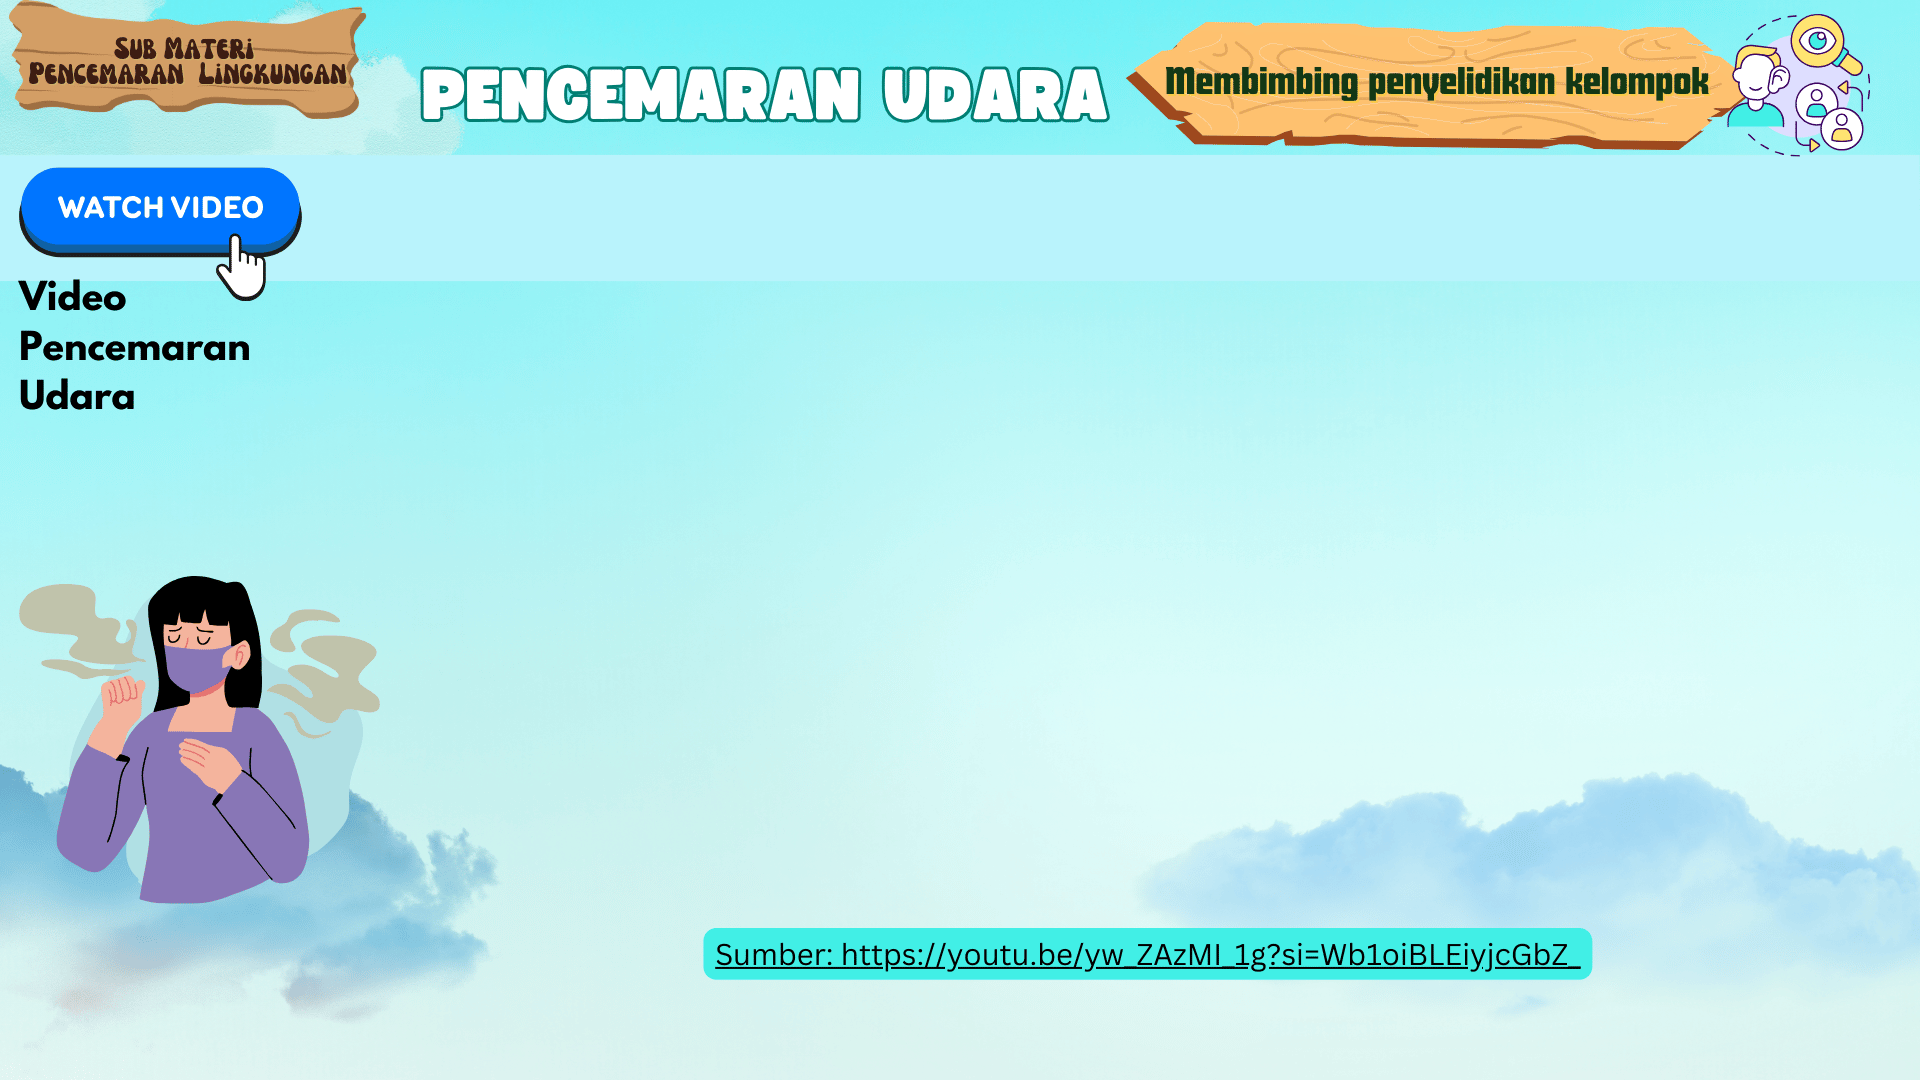 SUB MATERI
PENCEMARAN LINGKUNGAN
PENCEMARAN UDARA
Membimbing penyelidikan kelompok
WATCH VIDEO
Video
Pencemaran
Udara
Sumber: https://youtu.be/yw_ZAzMI_1g?si=Wb1oiBLEiyjcGbZ_